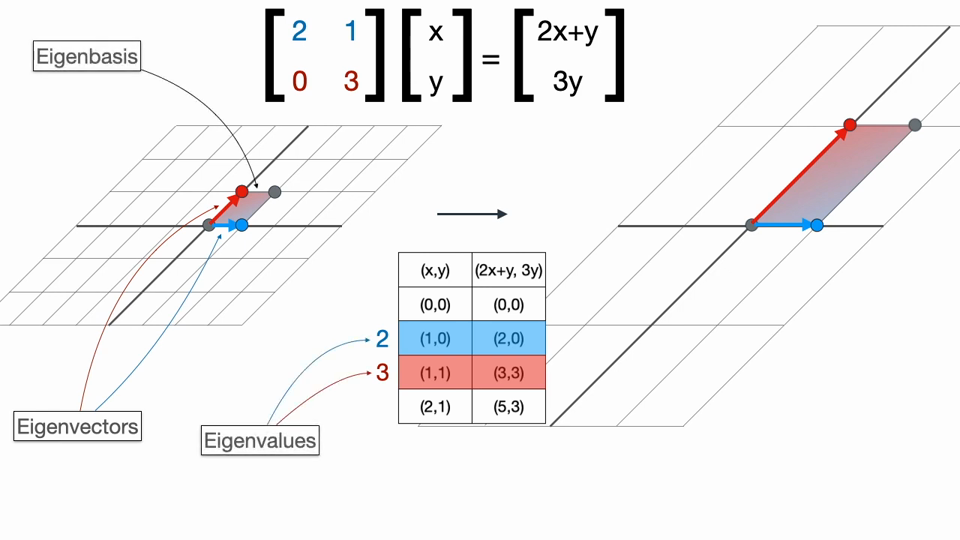 2 1 x = 2x+y
0 3 y 3y
Eigenbasis
(x,y) (2x+y, 3y)
(0,0) (0,0)
2 (1,0) (2,0)
3 (1,1) (3,3)
(2,1) (5,3)
Eigenvectors
Eigenvalues